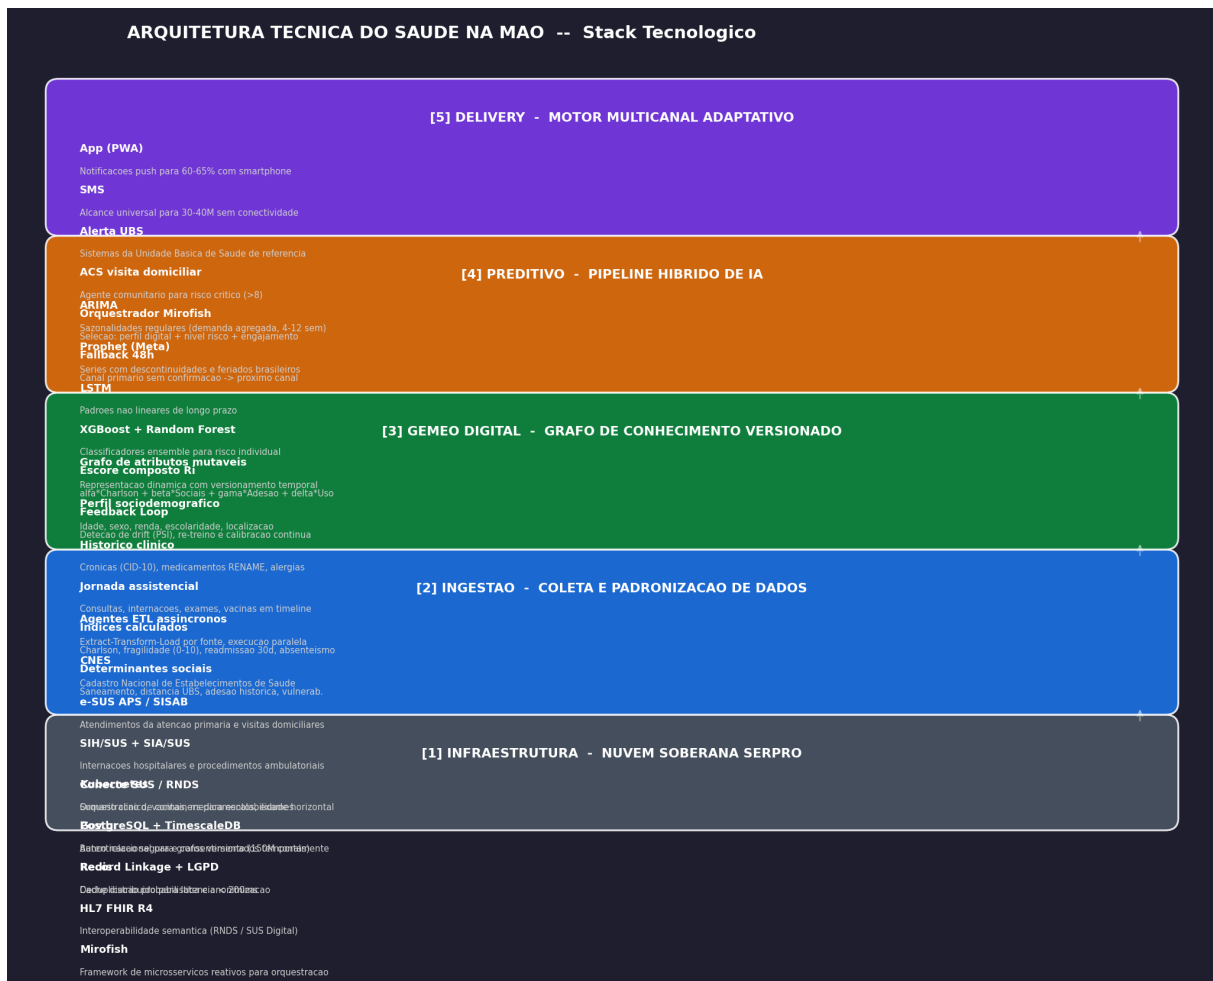 ARQUITETURA TECNICA DO SAUDE NA MAO  --  Stack Tecnologico
[5] DELIVERY  -  MOTOR MULTICANAL ADAPTATIVO
App (PWA)
Notificacoes push para 60-65% com smartphone
SMS
Alcance universal para 30-40M sem conectividade
Alerta UBS
Sistemas da Unidade Basica de Saude de referencia
ACS visita domiciliar
[4] PREDITIVO  -  PIPELINE HIBRIDO DE IA
Agente comunitario para risco critico (>8)
ARIMA
Orquestrador Mirofish
Sazonalidades regulares (demanda agregada, 4-12 sem)
Selecao: perfil digital + nivel risco + engajamento
Prophet (Meta)
Fallback 48h
Series com descontinuidades e feriados brasileiros
Canal primario sem confirmacao -> proximo canal
LSTM
Padroes nao lineares de longo prazo
XGBoost + Random Forest
[3] GEMEO DIGITAL  -  GRAFO DE CONHECIMENTO VERSIONADO
Classificadores ensemble para risco individual
Grafo de atributos mutaveis
Escore composto Ri
Representacao dinamica com versionamento temporal
alfa*Charlson + beta*Sociais + gama*Adesao + delta*Uso
Perfil sociodemografico
Feedback Loop
Idade, sexo, renda, escolaridade, localizacao
Detecao de drift (PSI), re-treino e calibracao continua
Historico clinico
Cronicas (CID-10), medicamentos RENAME, alergias
Jornada assistencial
[2] INGESTAO  -  COLETA E PADRONIZACAO DE DADOS
Consultas, internacoes, exames, vacinas em timeline
Agentes ETL assincronos
Indices calculados
Extract-Transform-Load por fonte, execucao paralela
Charlson, fragilidade (0-10), readmissao 30d, absenteismo
CNES
Determinantes sociais
Cadastro Nacional de Estabelecimentos de Saude
Saneamento, distancia UBS, adesao historica, vulnerab.
e-SUS APS / SISAB
Atendimentos da atencao primaria e visitas domiciliares
SIH/SUS + SIA/SUS
[1] INFRAESTRUTURA  -  NUVEM SOBERANA SERPRO
Internacoes hospitalares e procedimentos ambulatoriais
Kubernetes
Conecte SUS / RNDS
PostgreSQL + TimescaleDB
Redis
Record Linkage + LGPD
HL7 FHIR R4
Interoperabilidade semantica (RNDS / SUS Digital)
Mirofish
Framework de microsservicos reativos para orquestracao